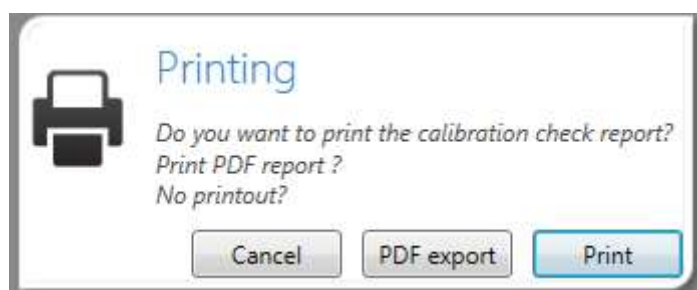 Printing
Do you want to print the calibration check report?
Print PDF report ?
No printout?
Cancel PDF export Print